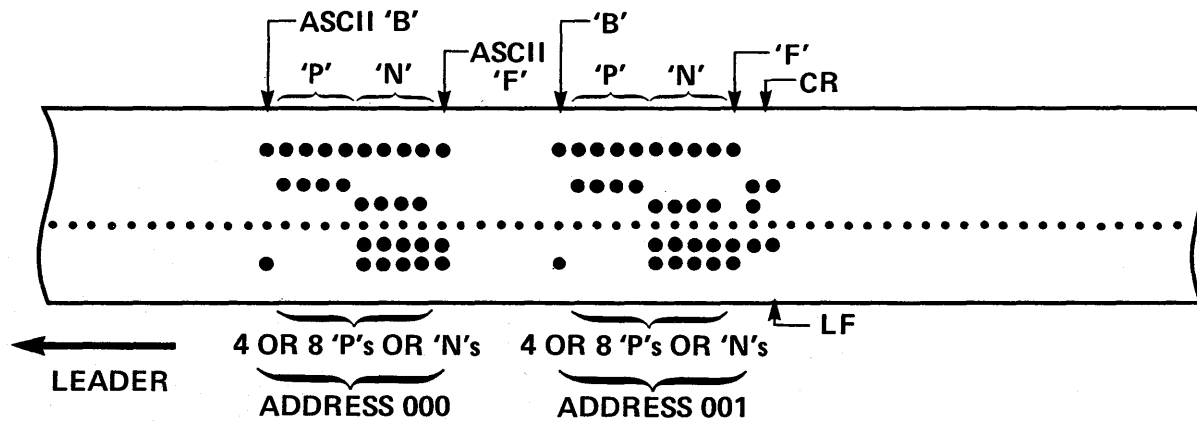 ASCII 'B'
'P' 'N'
ASCII
'F'
'B'
'P' 'N'
'F'
CR
LF
4 OR 8 'P's OR 'N's
ADDRESS 000
4 OR 8 'P's OR 'N's
ADDRESS 001
LEADER